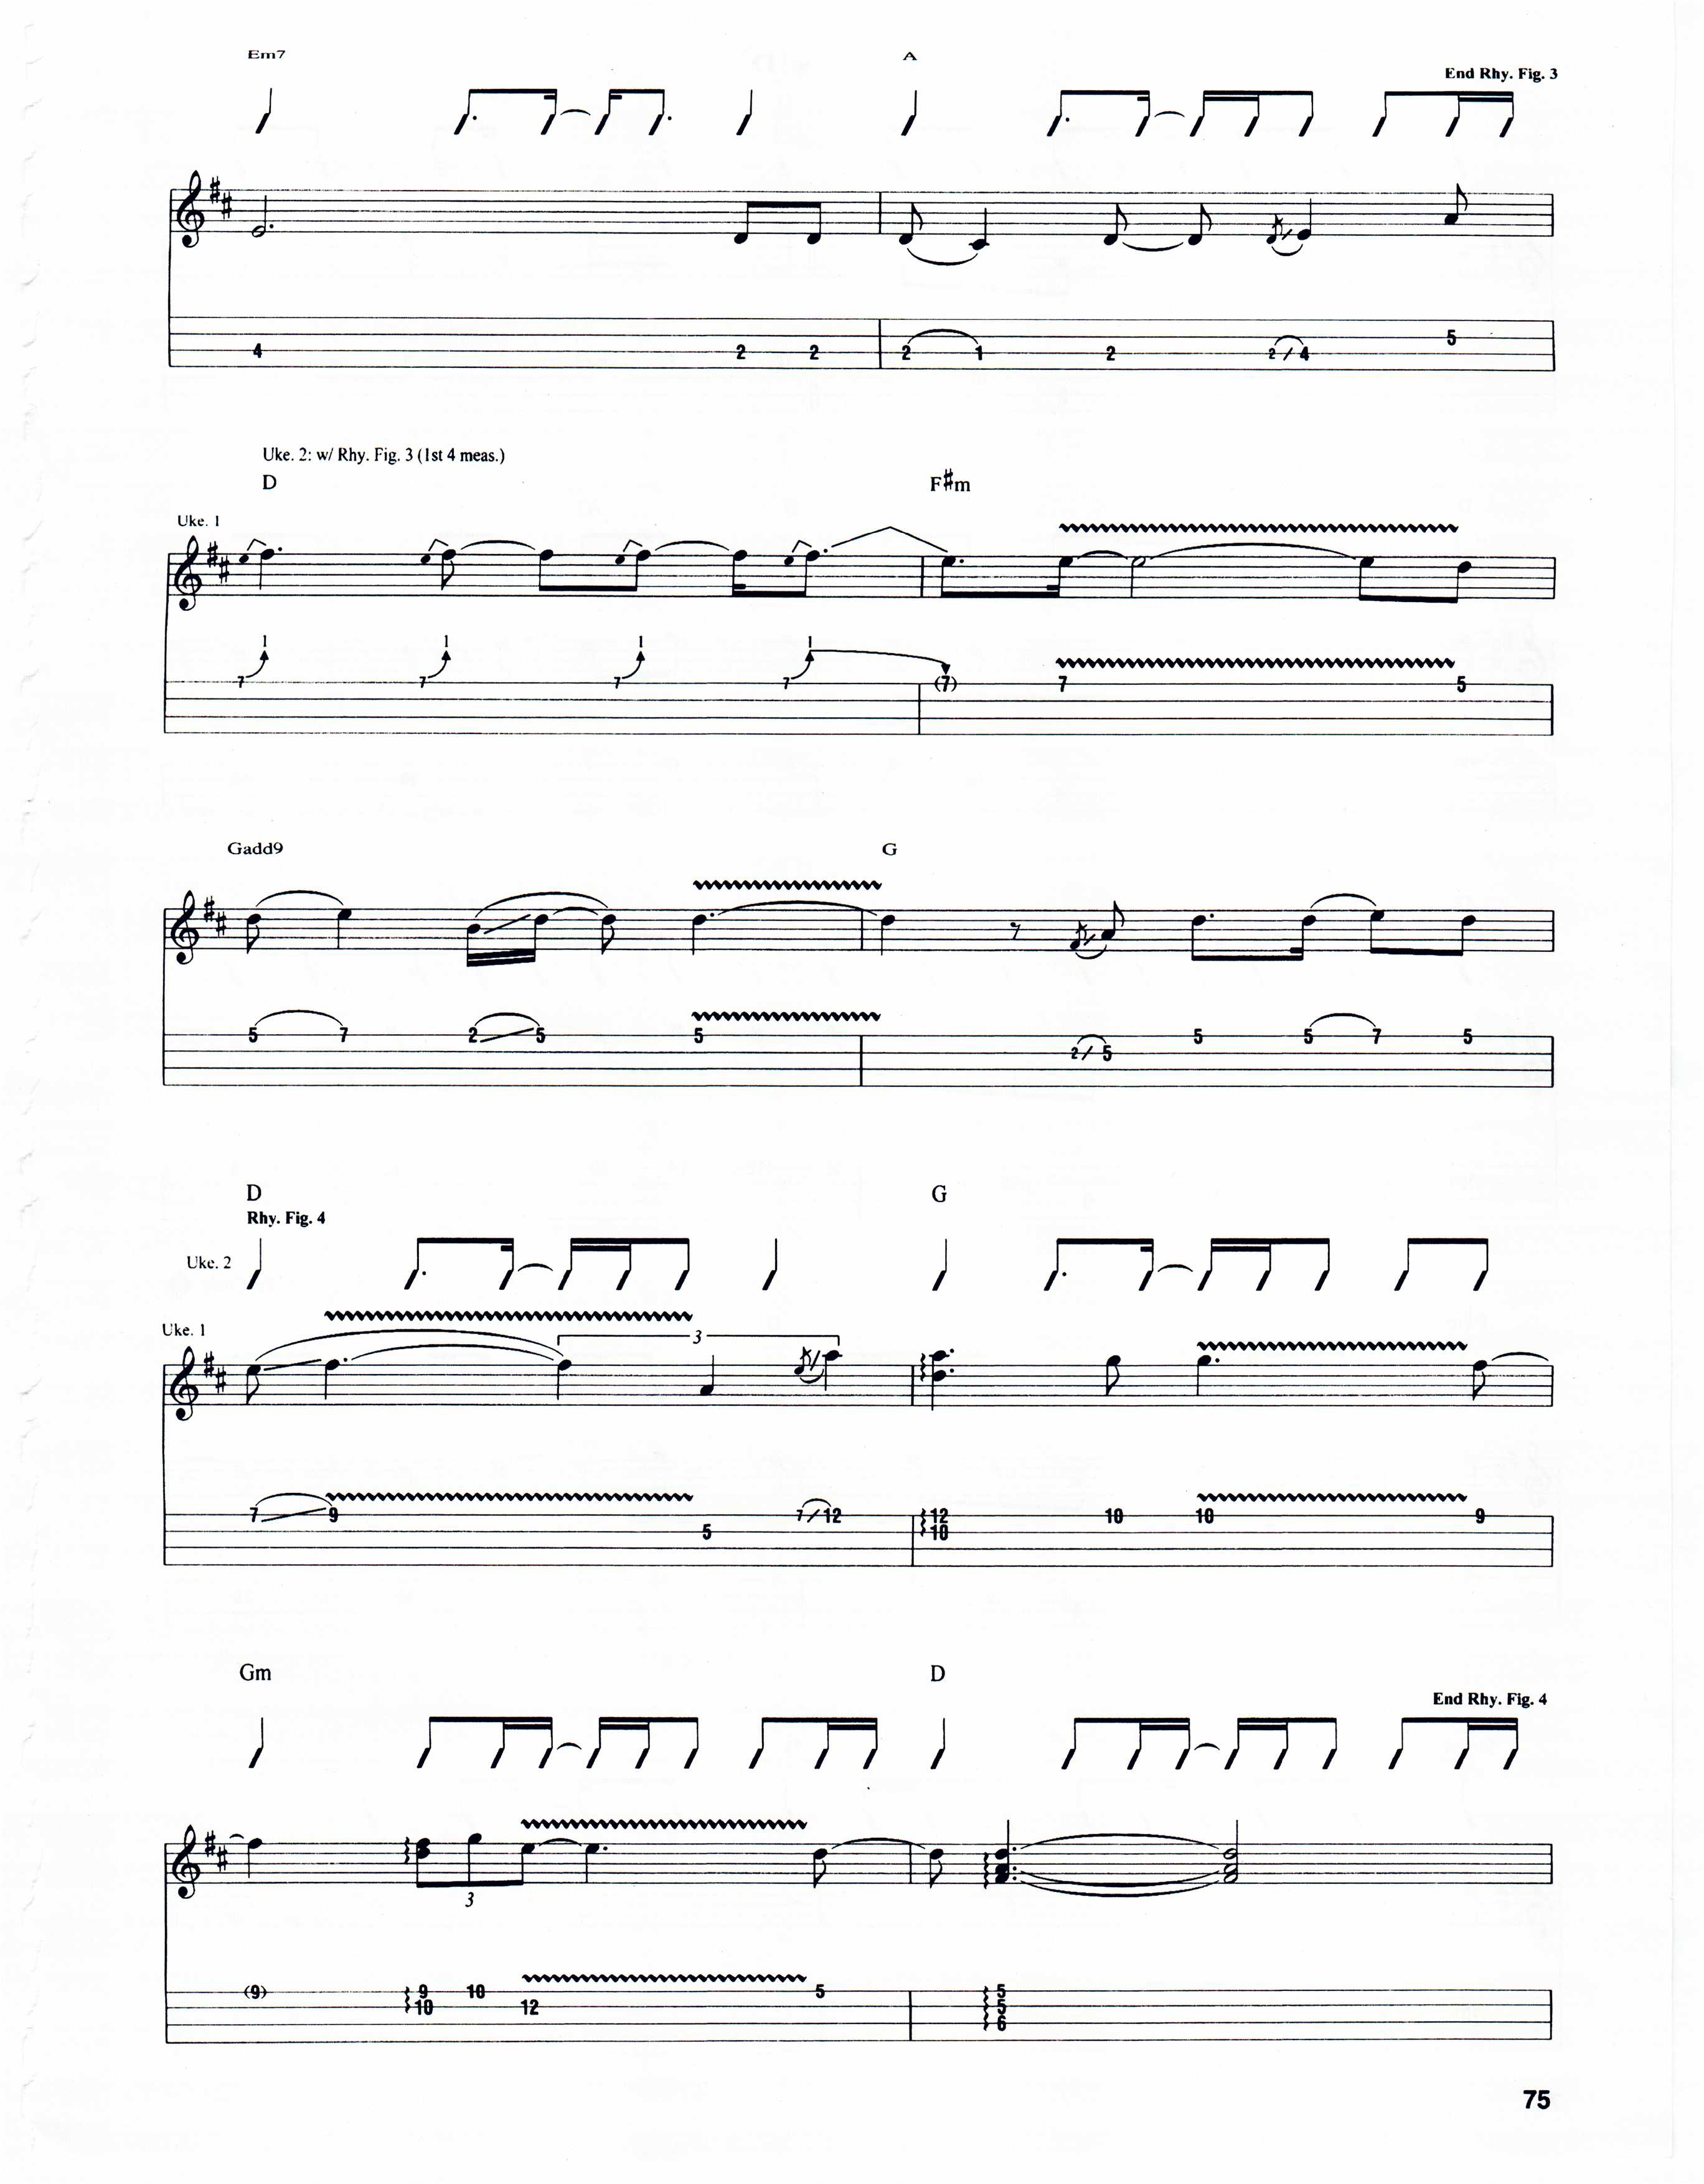 Em7 A
End Rhy. Fig. 3
4 2 2 2 1 2 2 4 5
Uke. 2: w/ Rhy. Fig. 3 (1st 4 meas.)
D F#m
Uke. 1
1 1 1 1
7 7 7 7 (7) 7 5
Gadd9 G
5 7 2 5 5 2 5 5 5 7 5
D G
Rhy. Fig. 4
Uke. 2
Uke. 1
3
7 9 5 7 12 12 10 10 10 9
Gm D
End Rhy. Fig. 4
3
(9) 9 10 10 12 5 5 5 6
75